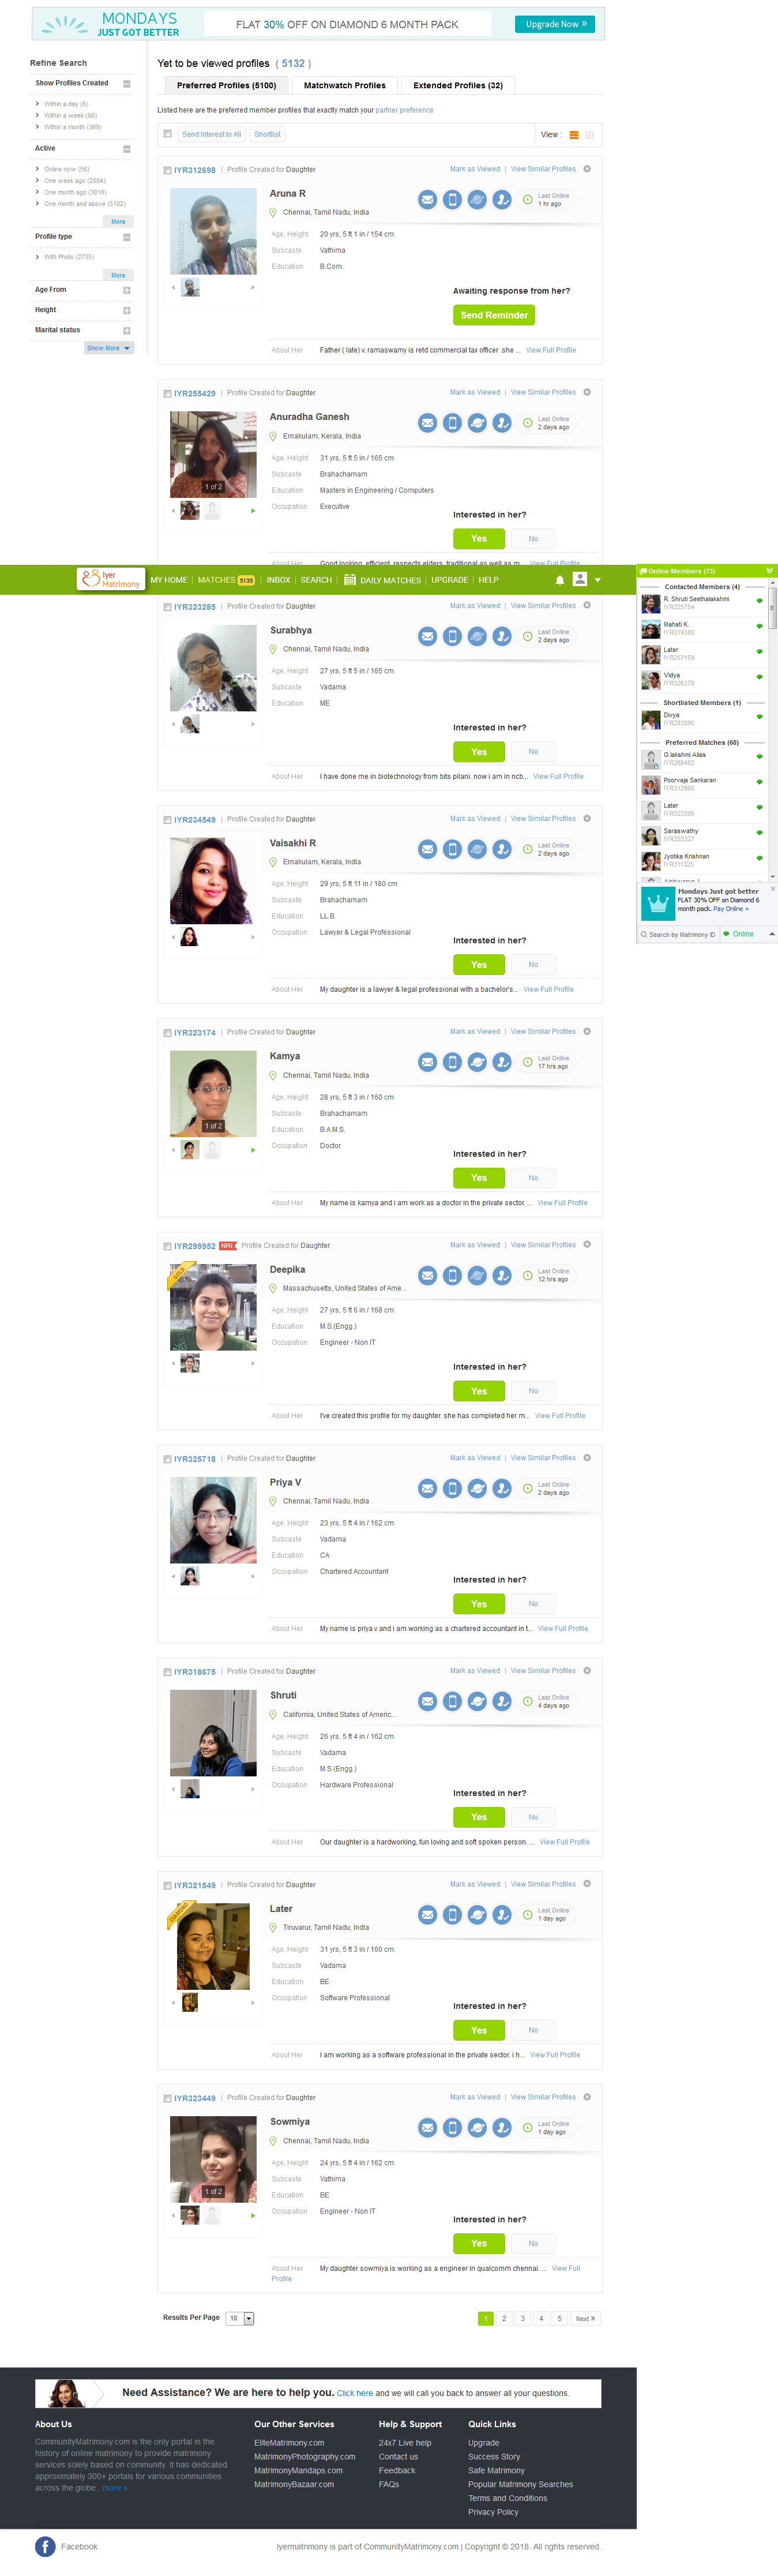 MONDAYS
JUST GOT BETTER
FLAT 30% OFF ON DIAMOND 6 MONTH PACK
Upgrade Now »
Refine Search
Show Profiles Created
Within a day (6)
Within a week (98)
Within a month (369)
Active
Online now (56)
One week ago (2084)
One month ago (3016)
One month and above (5102)
More
Profile type
With Photo (2735)
More
Age From
Height
Marital status
Show More
Yet to be viewed profiles ( 5132 )
Preferred Profiles (5100) Matchwatch Profiles Extended Profiles (32)
Listed here are the preferred member profiles that exactly match your partner preference
Send Interest to All Shortlist View :
IYR312698 | Profile Created for Daughter Mark as Viewed | View Similar Profiles
Aruna R
Last Online
1 hr ago
Chennai, Tamil Nadu, India
Age, Height 20 yrs, 5 ft 1 in / 154 cm
Subcaste Vathima
Education B.Com.
Awaiting response from her?
Send Reminder
About Her Father ( late) v. ramaswamy is retd commercial tax officer .she ... View Full Profile
IYR255429 | Profile Created for Daughter Mark as Viewed | View Similar Profiles
Anuradha Ganesh
Last Online
2 days ago
Ernakulam, Kerala, India
Age, Height 31 yrs, 5 ft 5 in / 165 cm
Subcaste Brahacharnam
Education Masters in Engineering / Computers
1 of 2
Occupation Executive
Interested in her?
Yes No
About Her Good looking, efficient, respects elders, traditional as well as m... View Full Profile
Iyer
Matrimony
MY HOME | MATCHES 5135 | INBOX | SEARCH | DAILY MATCHES | UPGRADE | HELP
IYR323285 | Profile Created for Daughter Mark as Viewed | View Similar Profiles
Surabhya
Last Online
2 days ago
Chennai, Tamil Nadu, India
Age, Height 27 yrs, 5 ft 5 in / 165 cm
Subcaste Vadama
Education ME
Interested in her?
Yes No
About Her I have done me in biotechnology from bits pilani. now i am in ncb... View Full Profile
IYR234549 | Profile Created for Daughter Mark as Viewed | View Similar Profiles
Vaisakhi R
Last Online
2 days ago
Ernakulam, Kerala, India
Age, Height 29 yrs, 5 ft 11 in / 180 cm
Subcaste Brahacharnam
Education LL.B.
Occupation Lawyer & Legal Professional
Interested in her?
Yes No
About Her My daughter is a lawyer & legal professional with a bachelor's... View Full Profile
IYR323174 | Profile Created for Daughter Mark as Viewed | View Similar Profiles
Kamya
Last Online
17 hrs ago
Chennai, Tamil Nadu, India
Age, Height 28 yrs, 5 ft 3 in / 160 cm
Subcaste Brahacharnam
Education B.A.M.S.
1 of 2
Occupation Doctor
Interested in her?
Yes No
About Her My name is kamya and i am work as a doctor in the private sector. ... View Full Profile
IYR299952 NRI Profile Created for Daughter Mark as Viewed | View Similar Profiles
GOLD
Deepika
Last Online
12 hrs ago
Massachusetts, United States of Ame...
Age, Height 27 yrs, 5 ft 6 in / 168 cm
Education M.S.(Engg.)
Occupation Engineer - Non IT
Interested in her?
Yes No
About Her I've created this profile for my daughter. she has completed her m... View Full Profile
IYR325718 | Profile Created for Daughter Mark as Viewed | View Similar Profiles
Priya V
Last Online
2 days ago
Chennai, Tamil Nadu, India
Age, Height 23 yrs, 5 ft 4 in / 162 cm
Subcaste Vadama
Education CA
Occupation Chartered Accountant
Interested in her?
Yes No
About Her My name is priya v and i am working as a chartered accountant in t... View Full Profile
IYR318675 | Profile Created for Daughter Mark as Viewed | View Similar Profiles
Shruti
Last Online
4 days ago
California, United States of Americ...
Age, Height 26 yrs, 5 ft 4 in / 162 cm
Subcaste Vadama
Education M.S.(Engg.)
Occupation Hardware Professional
Interested in her?
Yes No
About Her Our daughter is a hardworking, fun loving and soft spoken person. ... View Full Profile
IYR321549 | Profile Created for Daughter Mark as Viewed | View Similar Profiles
DIAMOND
Later
Last Online
1 day ago
Tiruvarur, Tamil Nadu, India
Age, Height 31 yrs, 5 ft 3 in / 160 cm
Subcaste Vadama
Education BE
Occupation Software Professional
Interested in her?
Yes No
About Her I am working as a software professional in the private sector. i h... View Full Profile
IYR323449 | Profile Created for Daughter Mark as Viewed | View Similar Profiles
Sowmiya
Last Online
1 day ago
Chennai, Tamil Nadu, India
Age, Height 24 yrs, 5 ft 4 in / 162 cm
Subcaste Vathima
Education BE
1 of 2
Occupation Engineer - Non IT
Interested in her?
Yes No
About Her My daughter sowmiya is working as a engineer in qualcomm chennai. ... View Full
Profile
Results Per Page 10 1 2 3 4 5 Next »
Online Members (73)
Contacted Members (4)
R. Shruti Seethalakshmi
IYR325754
Mahati K.
IYR319380
Later
IYR257159
Vidya
IYR326378
Shortlisted Members (1)
Divya
IYR293890
Preferred Matches (68)
G.lakshmi Alias
IYR269482
Poorvaja Sankaran
IYR312900
Later
IYR323395
Saraswathy
IYR255327
Jyotika Krishnan
IYR311325
Mondays Just got better
FLAT 30% OFF on Diamond 6
month pack. Pay Online »
Search by Matrimony ID Online
Need Assistance? We are here to help you. Click here and we will call you back to answer all your questions.
About Us
CommunityMatrimony.com is the only portal in the
history of online matrimony to provide matrimony
services solely based on community. It has dedicated
approximately 300+ portals for various communities
across the globe.. more »
Our Other Services
EliteMatrimony.com
MatrimonyPhotography.com
MatrimonyMandaps.com
MatrimonyBazaar.com
Help & Support
24x7 Live help
Contact us
Feedback
FAQs
Quick Links
Upgrade
Success Story
Safe Matrimony
Popular Matrimony Searches
Terms and Conditions
Privacy Policy
Facebook
Iyermatrimony is part of CommunityMatrimony.com | Copyright © 2018. All rights reserved.